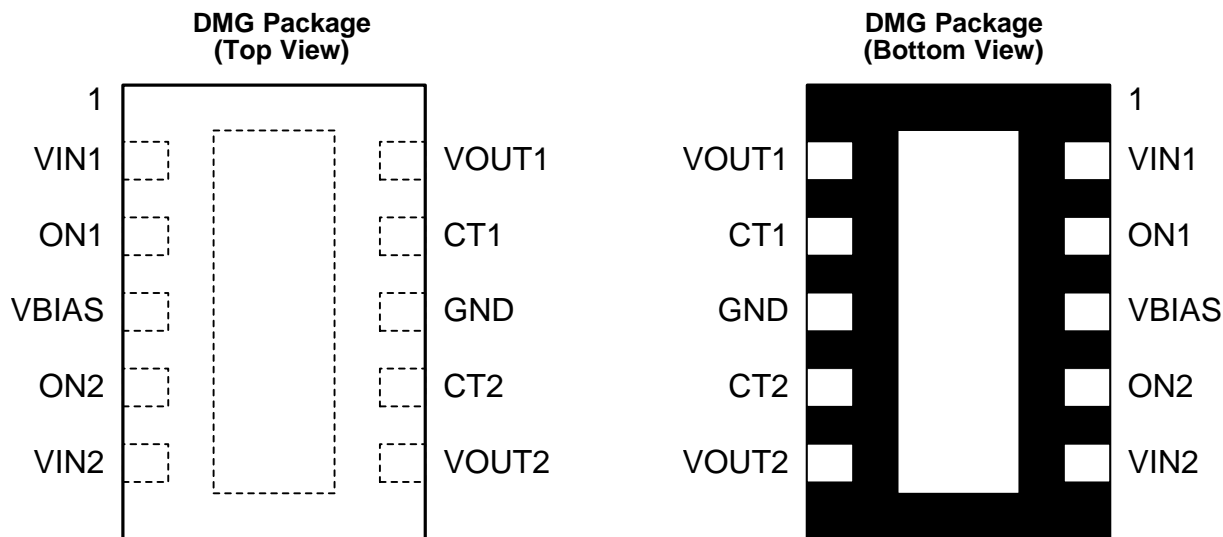 DMG Package
(Top View)
1
VIN1
VOUT1
ON1
CT1
VBIAS
GND
ON2
CT2
VIN2
VOUT2
DMG Package
(Bottom View)
1
VOUT1
VIN1
CT1
ON1
GND
VBIAS
CT2
ON2
VOUT2
VIN2